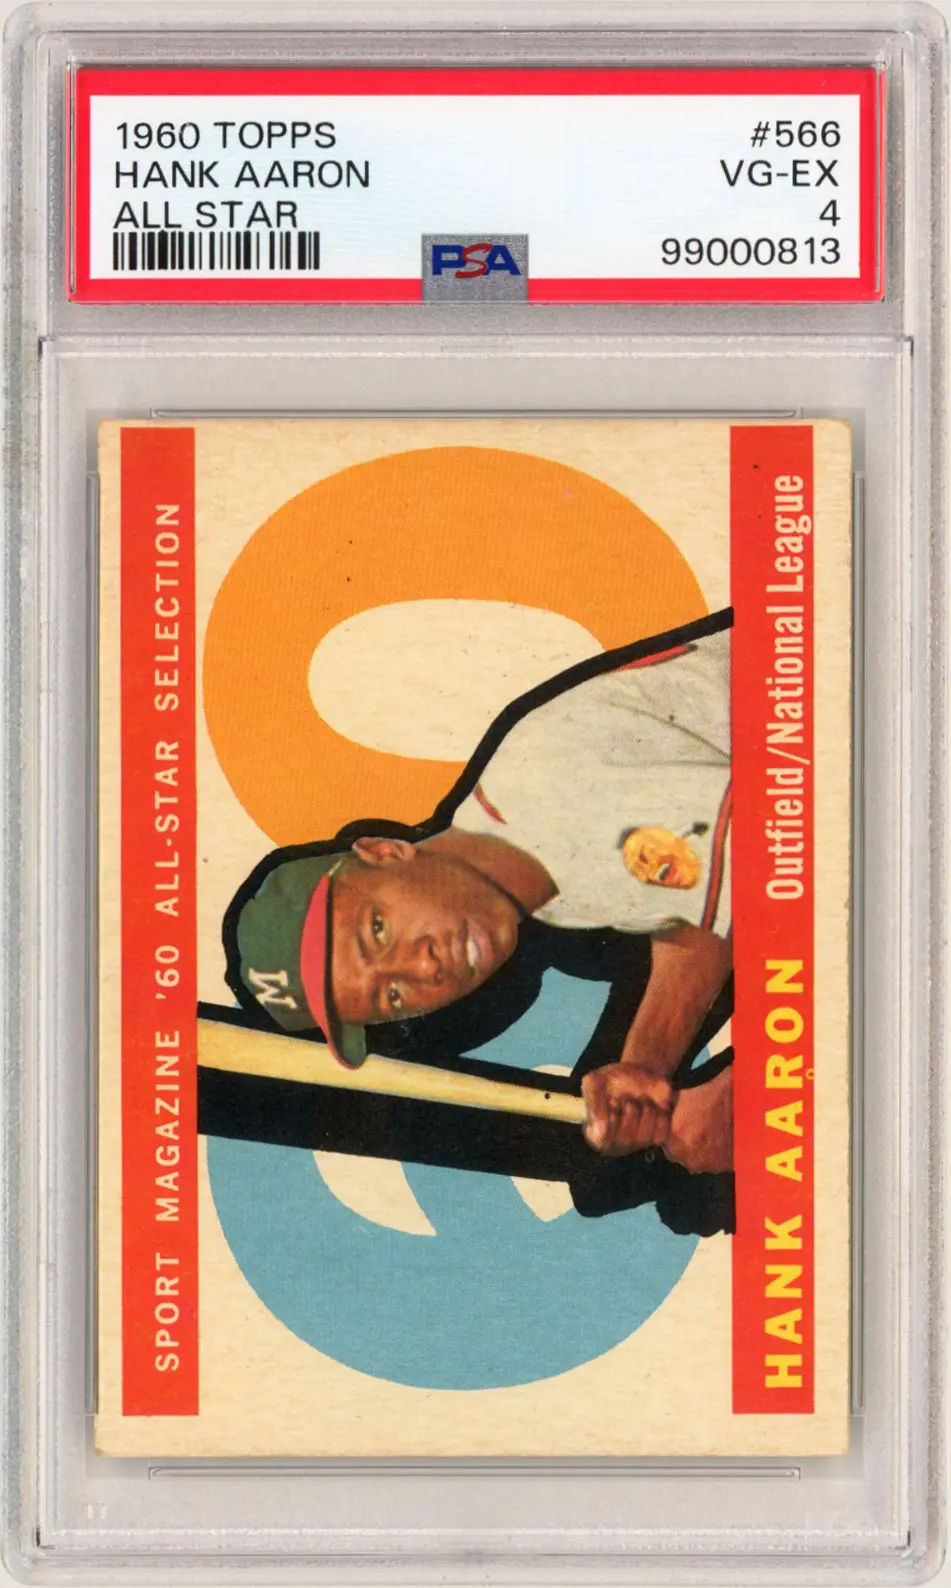 1960 TOPPS #566
HANK AARON VG-EX
ALL STAR 4
99000813
PSA
SPORT MAGAZINE '60 ALL-STAR SELECTION
M
HANK AARON Outfield/National League